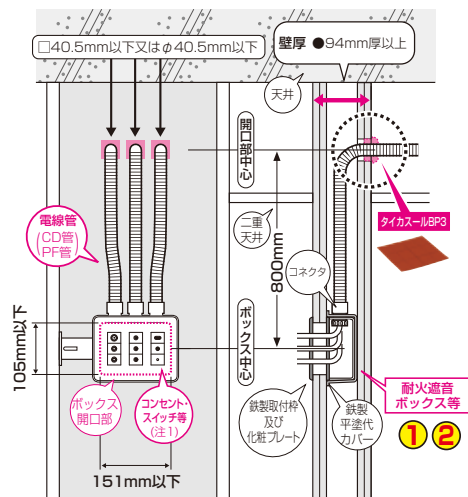 □40.5mm以下又はφ40.5mm以下
壁厚 ●94mm厚以上
天井
開口部中心
電線管
(CD管)
PF管
二重
天井
800mm
タイカスールBP3
コネクタ
105mm以下
ボックス中心
ボックス
開口部
コンセント・
スイッチ等
(注1)
鉄製取付枠
及び
化粧プレート
鉄製
平塗代
カバー
耐火遮音
ボックス等
1 2
151mm以下